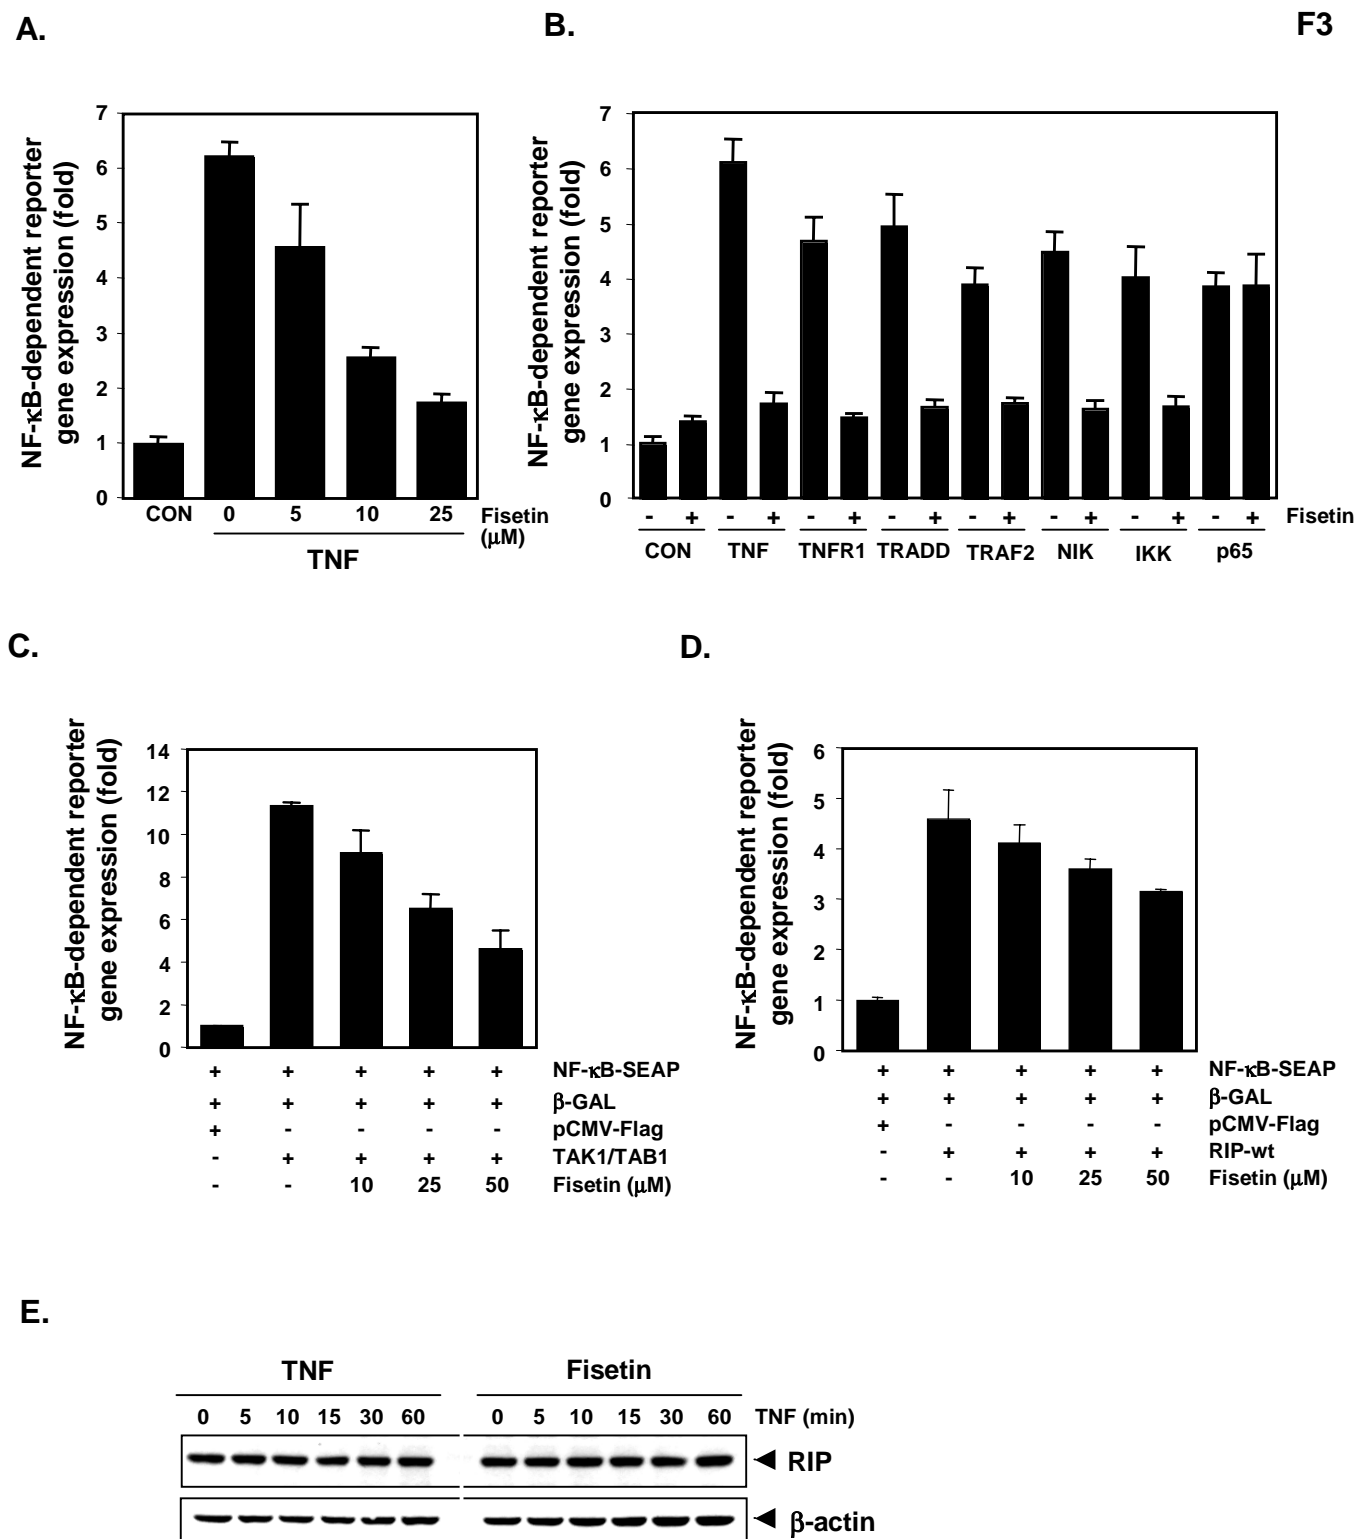 A.
B.
F3
NF-κB-dependent reporter
gene expression (fold)
7
6
5
4
3
2
1
0
CON 0 5 10 25 Fisetin
(μM)
TNF
NF-κB-dependent reporter
gene expression (fold)
7
6
5
4
3
2
1
0
- + - + - + - + - + - + - + - + Fisetin
CON TNF TNFR1 TRADD TRAF2 NIK IKK p65
C.
D.
NF-κB-dependent reporter
gene expression (fold)
14
12
10
8
6
4
2
0
+ + + + + NF-κB-SEAP
+ + + + + β-GAL
+ - - - - pCMV-Flag
- + + + + TAK1/TAB1
- - 10 25 50 Fisetin (μM)
NF-κB-dependent reporter
gene expression (fold)
6
5
4
3
2
1
0
+ + + + + NF-κB-SEAP
+ + + + + β-GAL
+ - - - - pCMV-Flag
- + + + + RIP-wt
- - 10 25 50 Fisetin (μM)
E.
TNF Fisetin
0 5 10 15 30 60 0 5 10 15 30 60 TNF (min)
RIP
β-actin